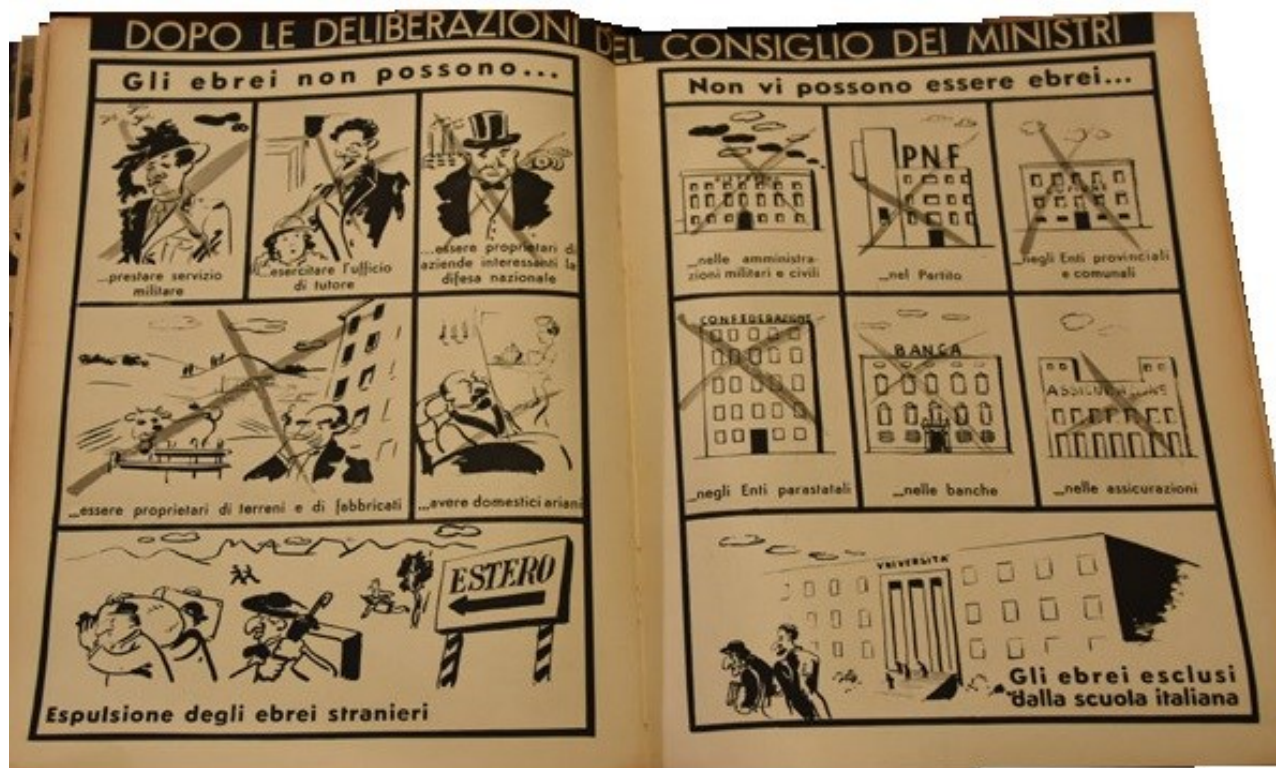 DOPO LE DELIBERAZIONI DEL CONSIGLIO DEI MINISTRI
Gli ebrei non possono...
...prestare servizio
militare
...esercitare l'ufficio
di tutore
...essere proprietari di
aziende interessanti la
difesa nazionale
...essere proprietari di terreni e di fabbricati
...avere domestici ariani
ESTERO
Espulsione degli ebrei stranieri
Non vi possono essere ebrei...
...nelle amministra-
zioni militari e civili
PNF
...nel Partito
...negli Enti provinciali
e comunali
CONFEDERAZIONE
...negli Enti parastatali
BANCA
...nelle banche
ASSICURAZIONE
...nelle assicurazioni
UNIVERSITA'
Gli ebrei esclusi
dalla scuola italiana